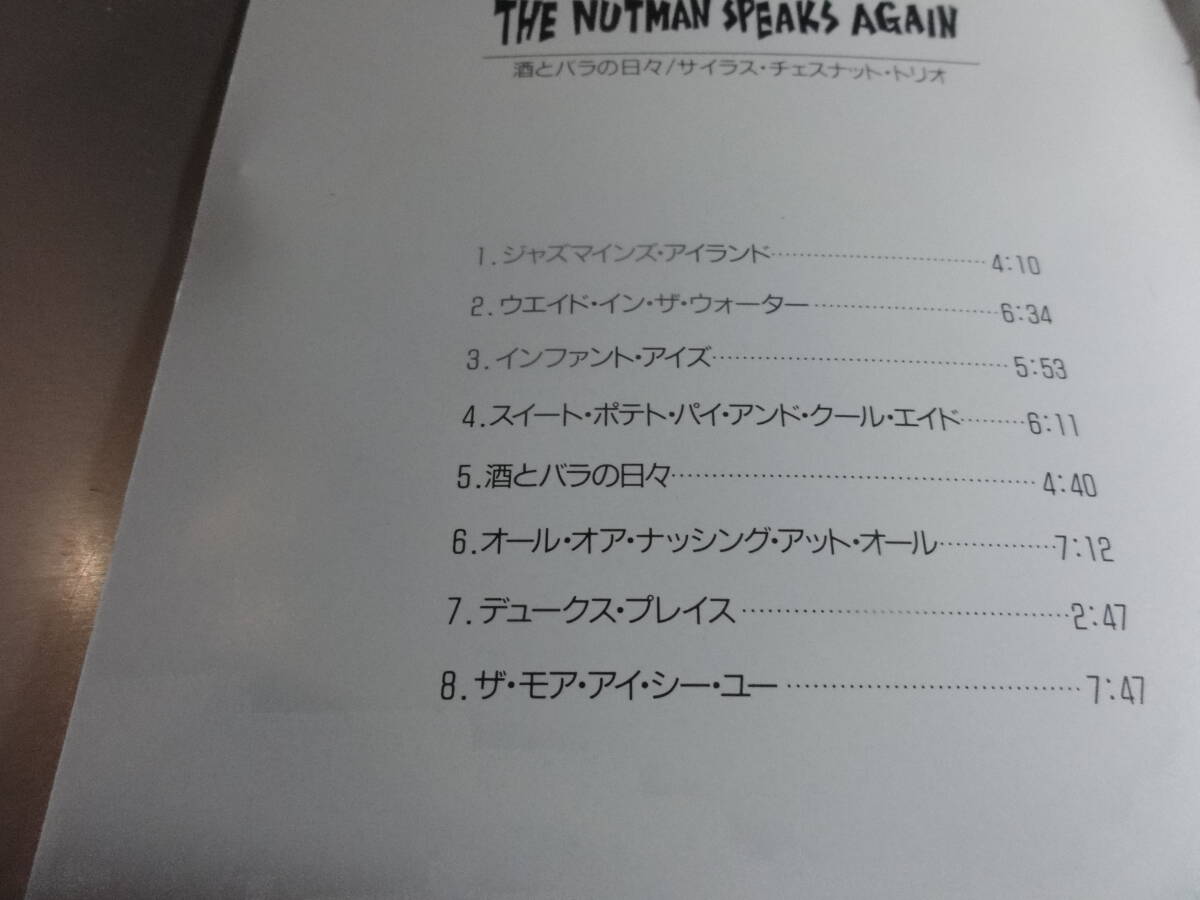 THE NUTMAN SPEAKS AGAIN
酒とバラの日々/サイラス・チェスナット・トリオ
1.ジャズマインズ・アイランド…………………………4:10
2.ウエイド・イン・ザ・ウォーター………………………6:34
3.インファント・アイズ……………………………………5:53
4.スイート・ポテト・パイ・アンド・クール・エイド………6:11
5.酒とバラの日々……………………………………………4:40
6.オール・オア・ナッシング・アット・オール……………7:12
7.デュークス・プレイス……………………………………2:47
8.ザ・モア・アイ・シー・ユー………………………………7:47